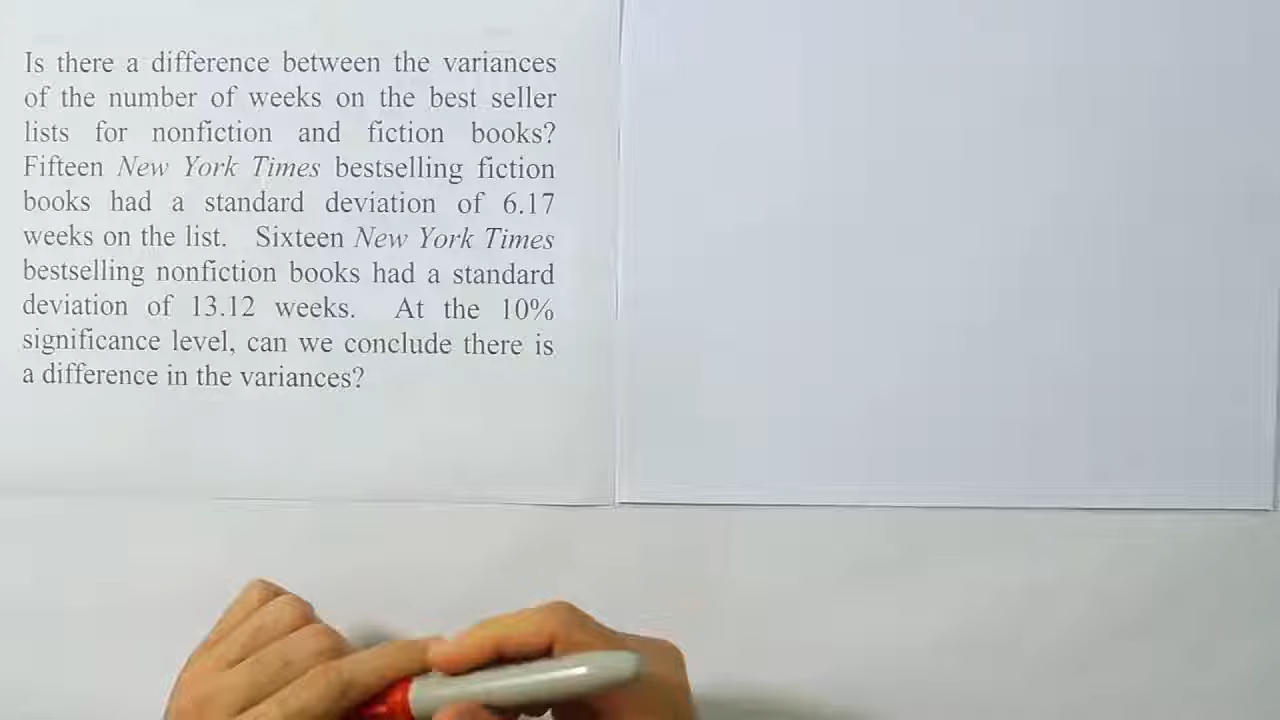 Is there a difference between the variances
of the number of weeks on the best seller
lists for nonfiction and fiction books?
Fifteen New York Times bestselling fiction
books had a standard deviation of 6.17
weeks on the list. Sixteen New York Times
bestselling nonfiction books had a standard
deviation of 13.12 weeks. At the 10%
significance level, can we conclude there is
a difference in the variances?